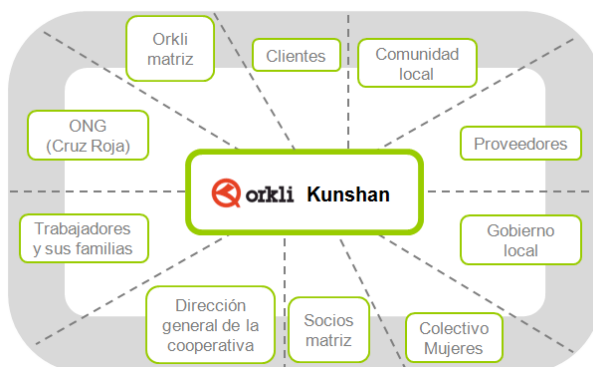 Orkli
matriz
Clientes
Comunidad
local
ONG
(Cruz Roja)
Proveedores
orkli Kunshan
Trabajadores
y sus familias
Gobierno
local
Dirección
general de la
cooperativa
Socios
matriz
Colectivo
Mujeres